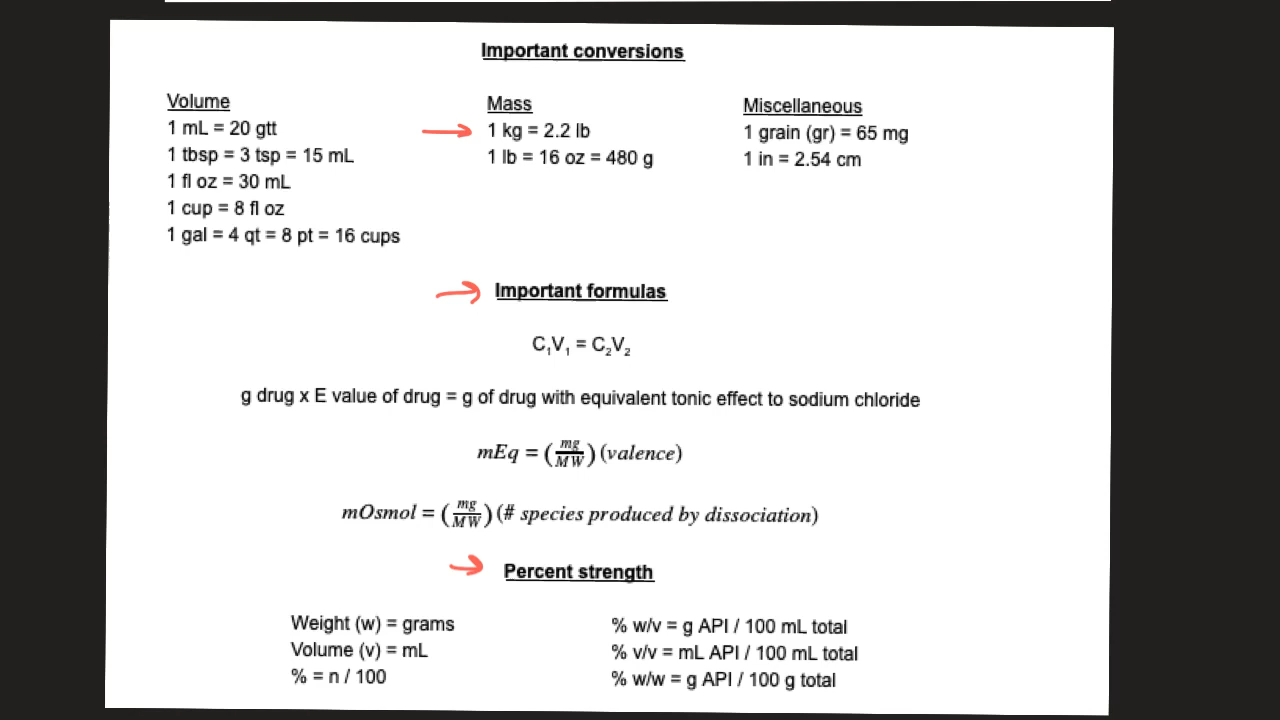 Important conversions
Volume
1 mL = 20 gtt
1 tbsp = 3 tsp = 15 mL
1 fl oz = 30 mL
1 cup = 8 fl oz
1 gal = 4 qt = 8 pt = 16 cups
Mass
1 kg = 2.2 lb
1 lb = 16 oz = 480 g
Miscellaneous
1 grain (gr) = 65 mg
1 in = 2.54 cm
Important formulas
C₁V₁ = C₂V₂
g drug x E value of drug = g of drug with equivalent tonic effect to sodium chloride
mEq = (mg/MW)(valence)
mOsmol = (mg/MW)(# species produced by dissociation)
Percent strength
Weight (w) = grams
Volume (v) = mL
% = n / 100
% w/v = g API / 100 mL total
% v/v = mL API / 100 mL total
% w/w = g API / 100 g total